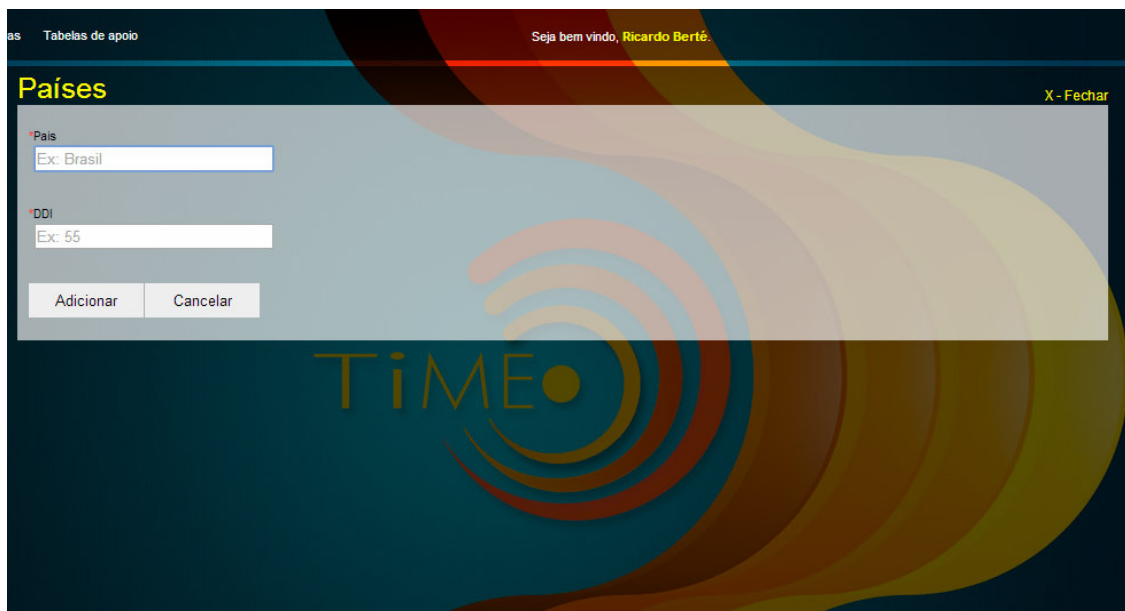 as Tabelas de apoio Seja bem vindo, Ricardo Berté.
Países
X - Fechar
*Pais
Ex: Brasil
*DDI
Ex: 55
Adicionar Cancelar
TiME